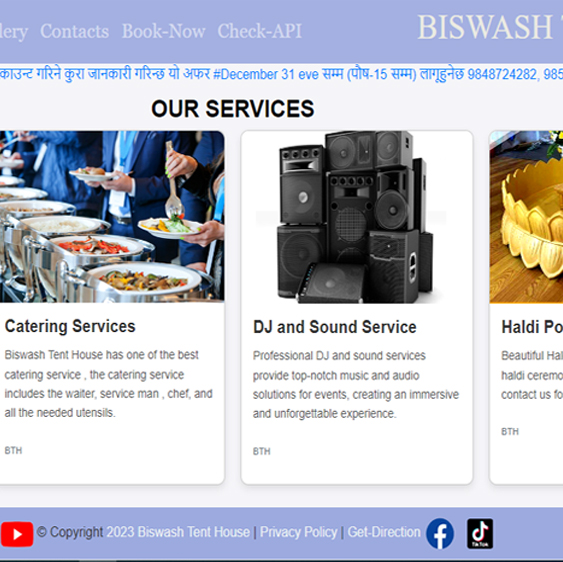 lery Contacts Book-Now Check-API
BISWASH
काउन्ट गरिने कुरा जानकारी गरिन्छ यो अफर #December 31 eve सम्म (पौष-15 सम्म) लागूहुनेछ 9848724282, 985
OUR SERVICES
Catering Services
Biswash Tent House has one of the best
catering service , the catering service
includes the waiter, service man , chef, and
all the needed utensils.
BTH
DJ and Sound Service
Professional DJ and sound services
provide top-notch music and audio
solutions for events, creating an immersive
and unforgettable experience.
BTH
Haldi Po
Beautiful Hal
haldi ceremo
contact us fo
BTH
© Copyright 2023 Biswash Tent House | Privacy Policy | Get-Direction
TikTok